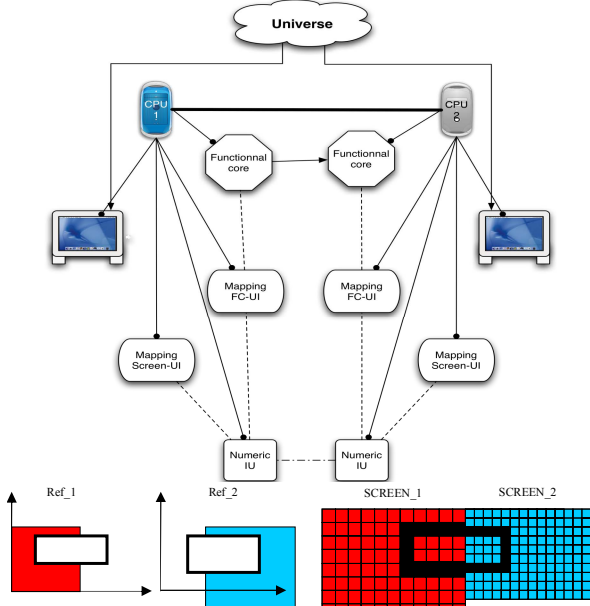 Universe
CPU
1
CPU
2
Functionnal
core
Functionnal
core
Mapping
FC-UI
Mapping
FC-UI
Mapping
Screen-UI
Mapping
Screen-UI
Numeric
IU
Numeric
IU
Ref_1
Ref_2
SCREEN_1
SCREEN_2